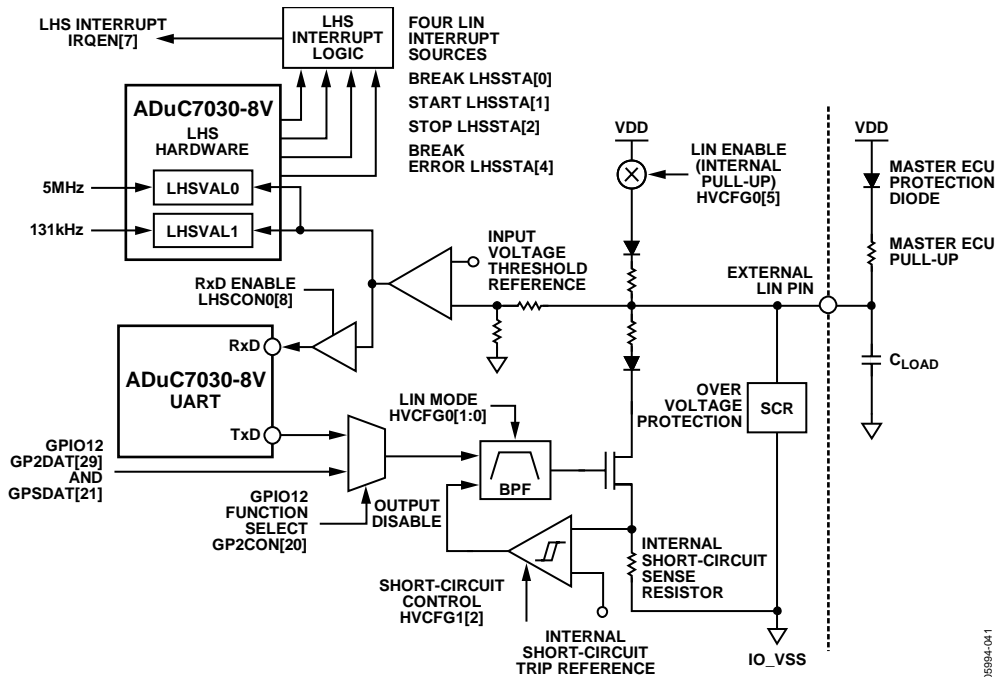 LHS INTERRUPT
IRQEN[7]
LHS
INTERRUPT
LOGIC
FOUR LIN
INTERRUPT
SOURCES
BREAK LHSSTA[0]
START LHSSTA[1]
STOP LHSSTA[2]
BREAK
ERROR LHSSTA[4]
ADuC7030-8V
LHS
HARDWARE
5MHz
LHSVAL0
131kHz
LHSVAL1
VDD
LIN ENABLE
(INTERNAL
PULL-UP)
HVCFG0[5]
VDD
MASTER ECU
PROTECTION
DIODE
MASTER ECU
PULL-UP
INPUT
VOLTAGE
THRESHOLD
REFERENCE
EXTERNAL
LIN PIN
RxD ENABLE
LHSCON0[8]
RxD
ADuC7030-8V
UART
TxD
CLOAD
OVER
VOLTAGE
PROTECTION
SCR
LIN MODE
HVCFG0[1:0]
BPF
GPIO12
GP2DAT[29]
AND
GPSDAT[21]
GPIO12
FUNCTION
SELECT
GP2CON[20]
OUTPUT
DISABLE
SHORT-CIRCUIT
CONTROL
HVCFG1[2]
INTERNAL
SHORT-CIRCUIT
SENSE
RESISTOR
INTERNAL
SHORT-CIRCUIT
TRIP REFERENCE
IO_VSS
05994-041